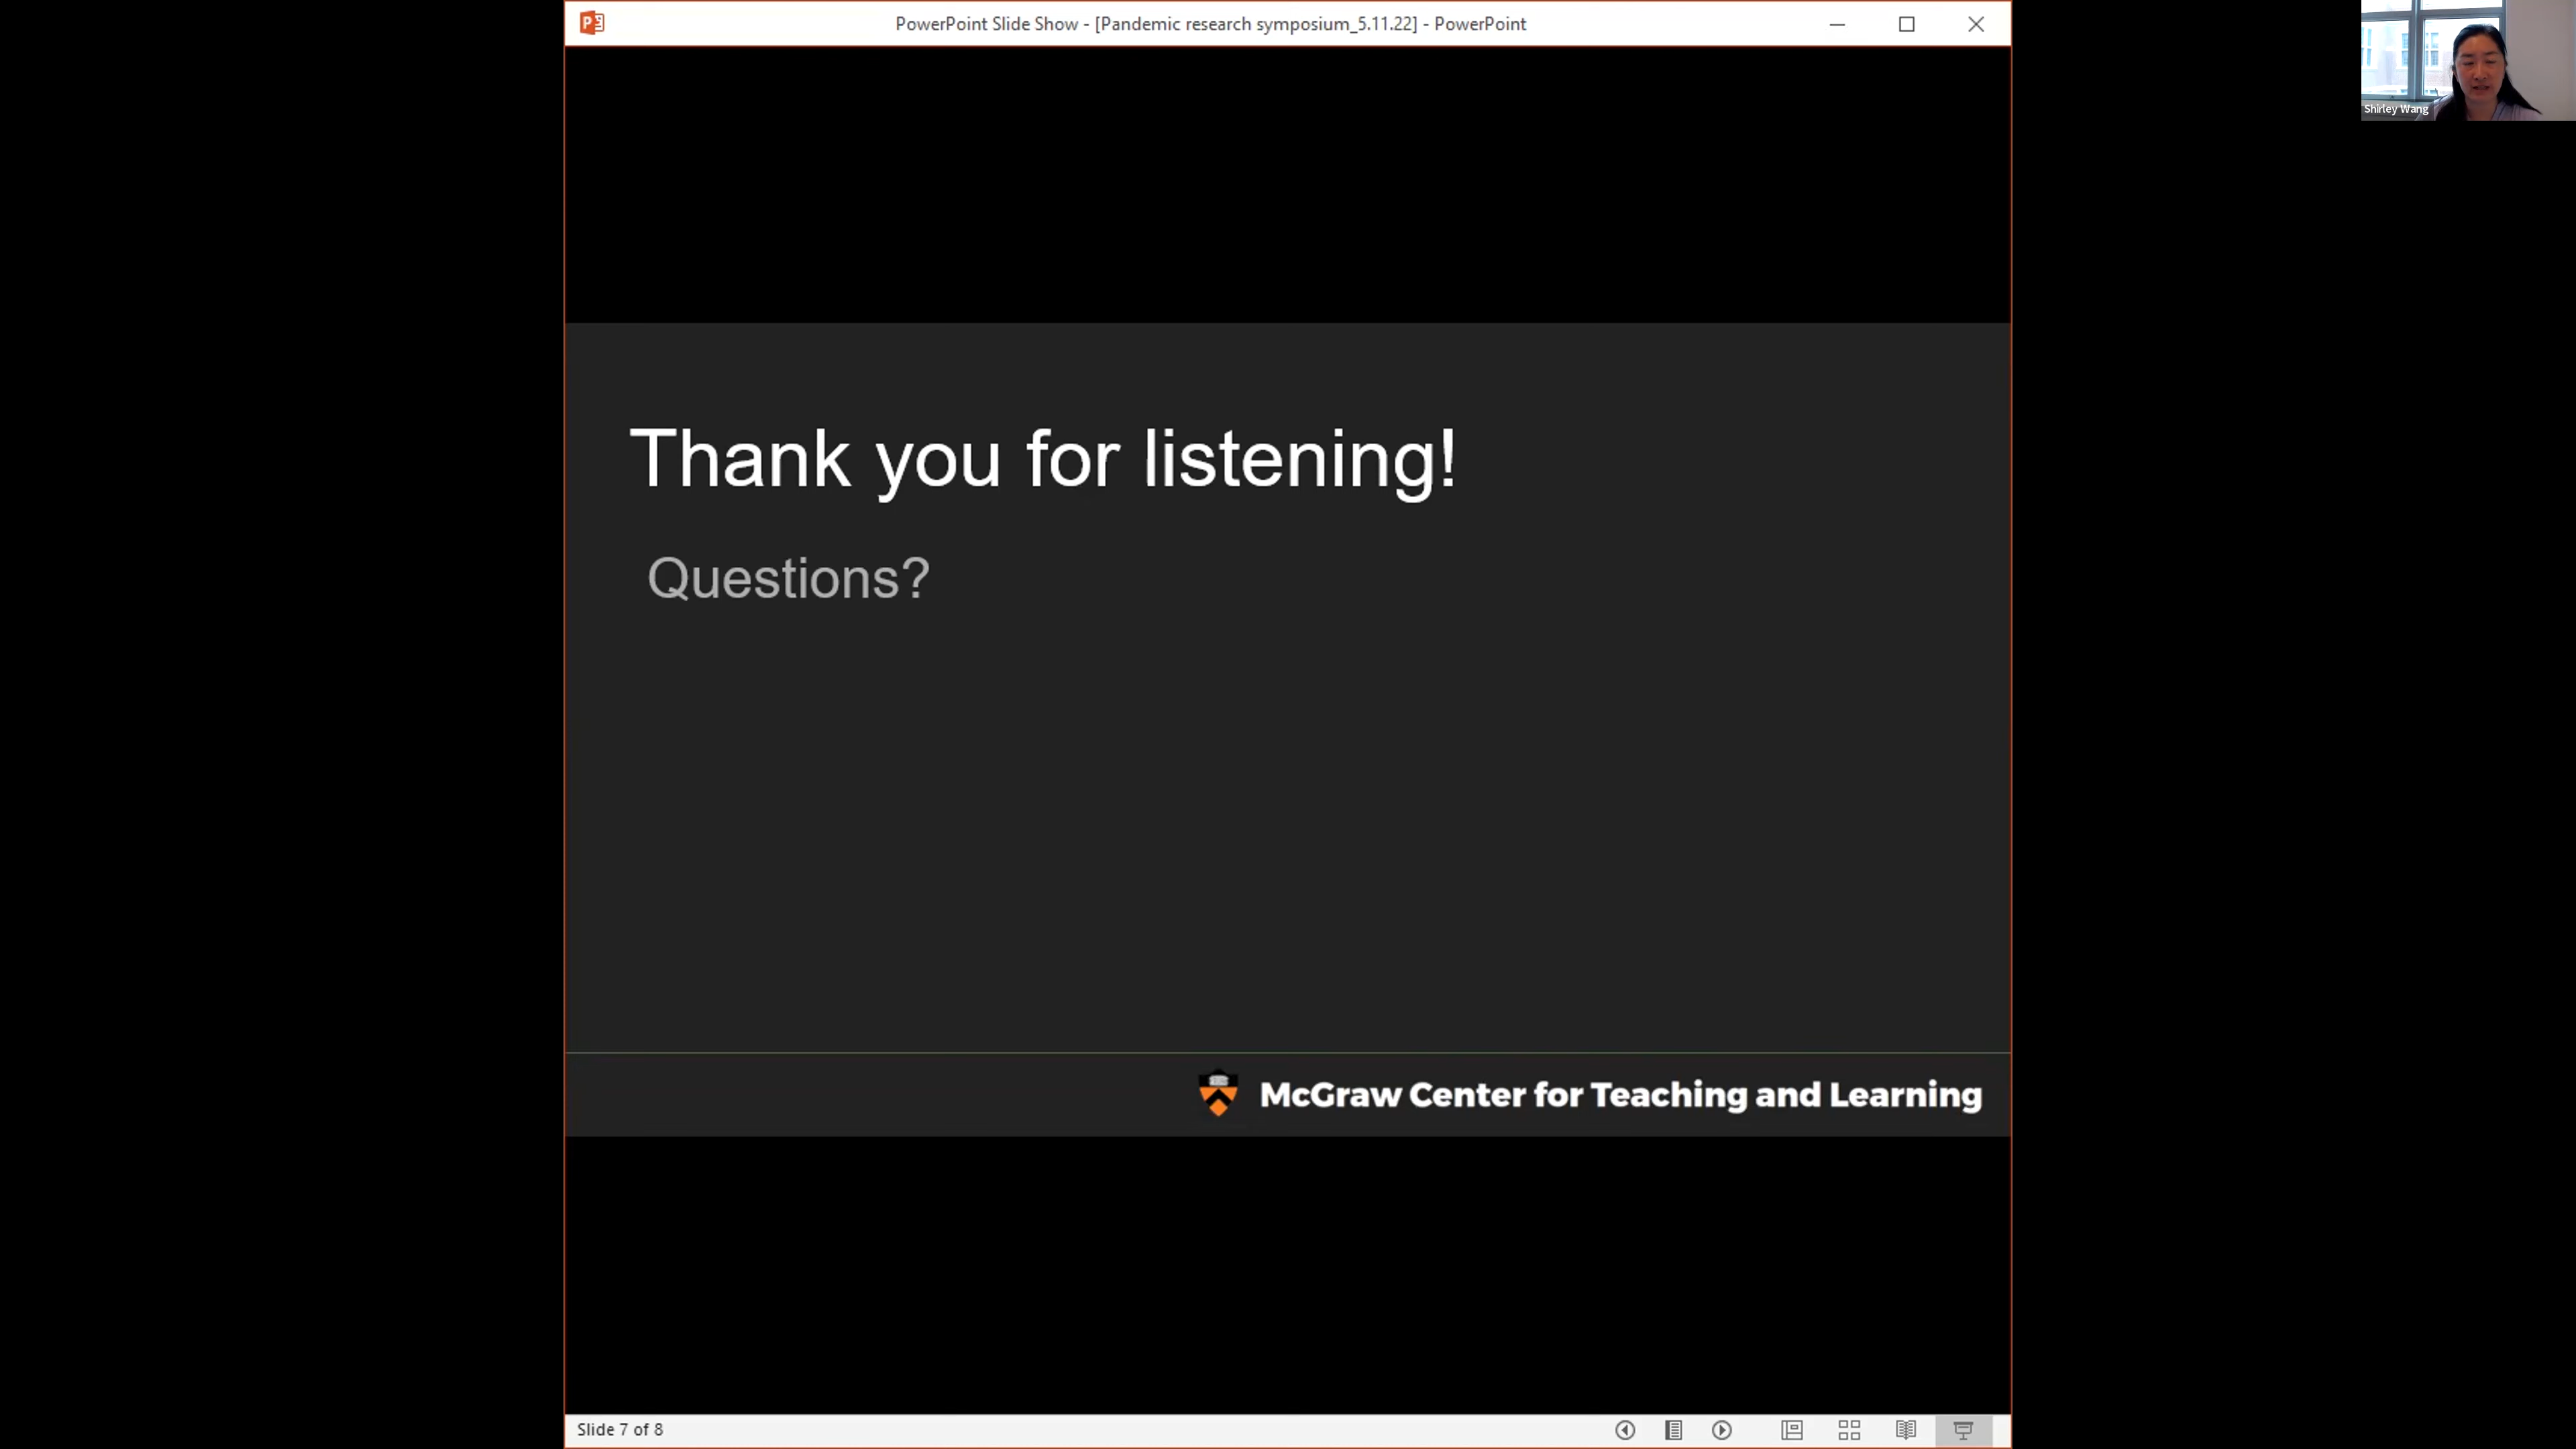 PowerPoint Slide Show - [Pandemic research symposium_5.11.22] - PowerPoint
Shirley Wang
Thank you for listening!
Questions?
McGraw Center for Teaching and Learning
Slide 7 of 8